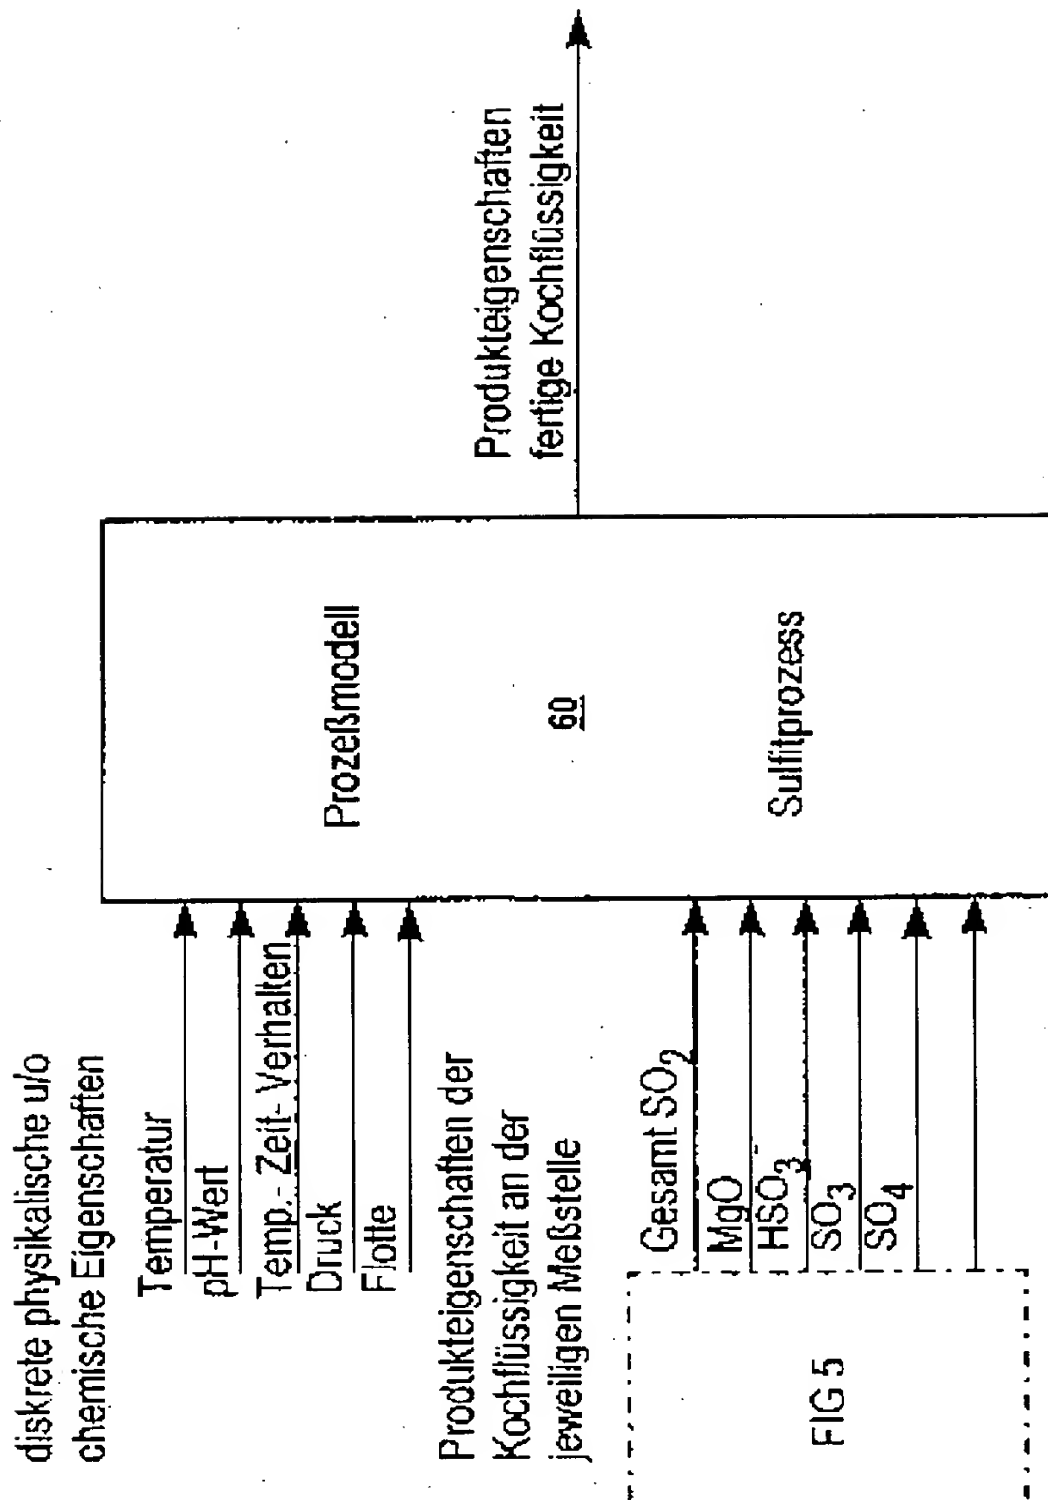 diskrete physikalische u/o
chemische Eigenschaften
Temperatur
pH-Wert
Temp.- Zeit- Verhalten
Druck
Flotte
Produkteigenschaften der
Kochflüssigkeit an der
jeweiligen Meßstelle
Gesamt SO2
MgO
HSO3
SO3
SO4
FIG 5
Prozeßmodell
60
Sulfitprozess
Produkteigenschaften
fertige Kochflüssigkeit